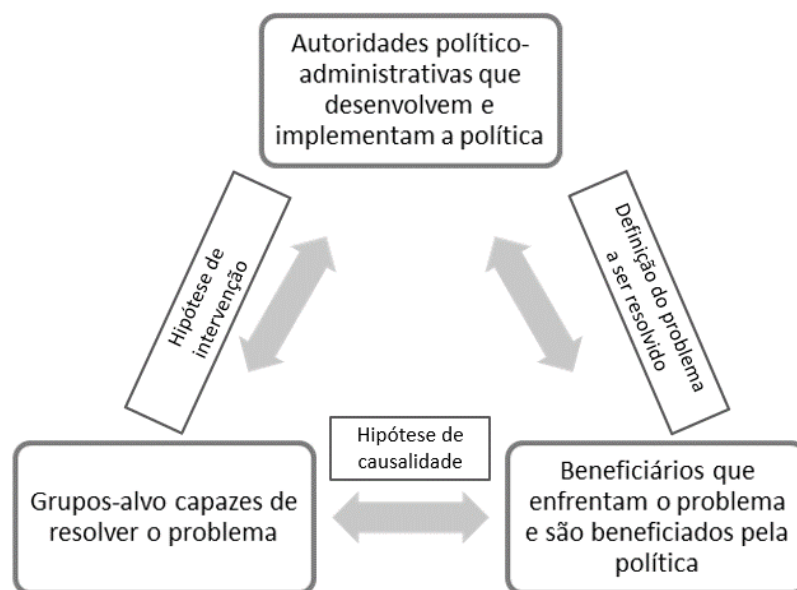 Autoridades político-
administrativas que
desenvolvem e
implementam a política
Hipótese de
intervenção
Definição do problema
a ser resolvido
Hipótese de
causalidade
Grupos-alvo capazes de
resolver o problema
Beneficiários que
enfrentam o problema
e são beneficiados pela
política